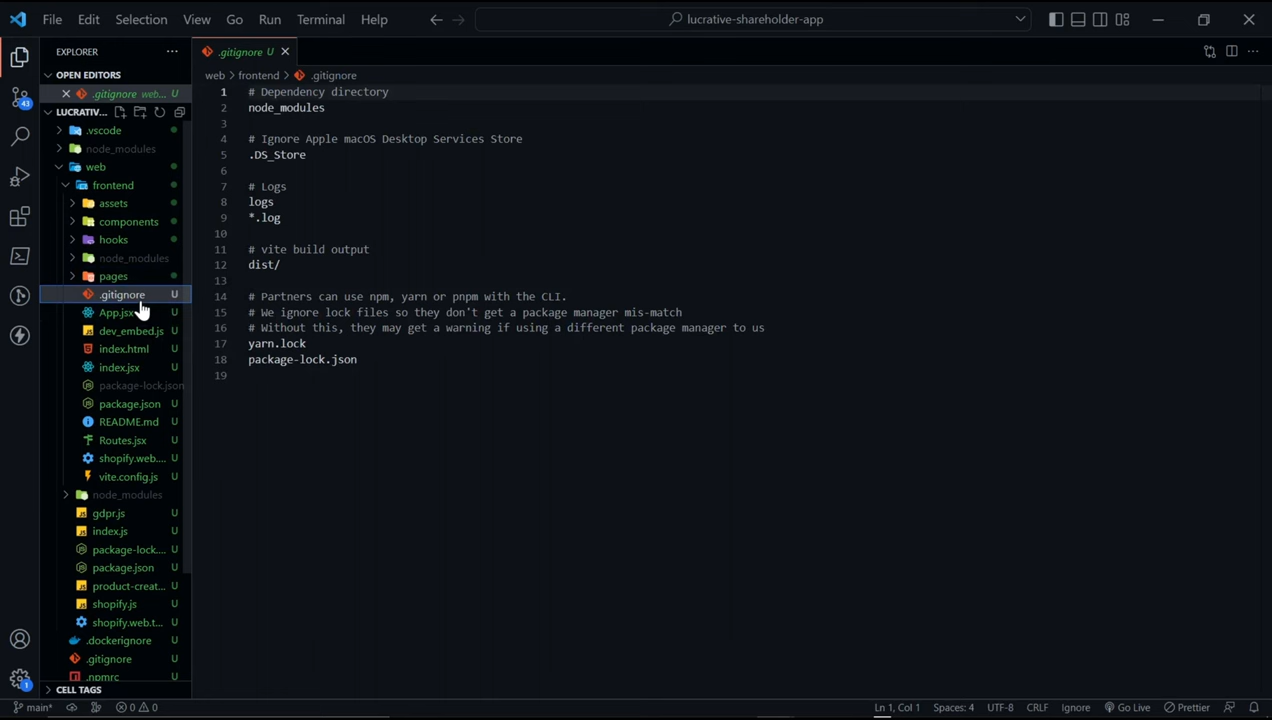 File Edit Selection View Go Run Terminal Help
lucrative-shareholder-app
EXPLORER
.gitignore U
OPEN EDITORS
web > frontend > .gitignore
.gitignore web... U
43
LUCRATIV...
.vscode
node_modules
web
frontend
assets
components
hooks
node_modules
pages
.gitignore U
App.jsx U
dev_embed.js U
index.html U
index.jsx U
package-lock.json
package.json U
README.md U
Routes.jsx U
shopify.web.... U
vite.config.js U
node_modules
gdpr.js U
index.js U
package-lock.... U
package.json U
product-creat... U
shopify.js U
shopify.web.t... U
.dockerignore U
.gitignore U
.npmrc
CELL TAGS
1 # Dependency directory
2 node_modules
3
4 # Ignore Apple macOS Desktop Services Store
5 .DS_Store
6
7 # Logs
8 logs
9 *.log
10
11 # vite build output
12 dist/
13
14 # Partners can use npm, yarn or pnpm with the CLI.
15 # We ignore lock files so they don't get a package manager mis-match
16 # Without this, they may get a warning if using a different package manager to us
17 yarn.lock
18 package-lock.json
19
1
main* 0 0 Ln 1, Col 1 Spaces: 4 UTF-8 CRLF Ignore Go Live Prettier